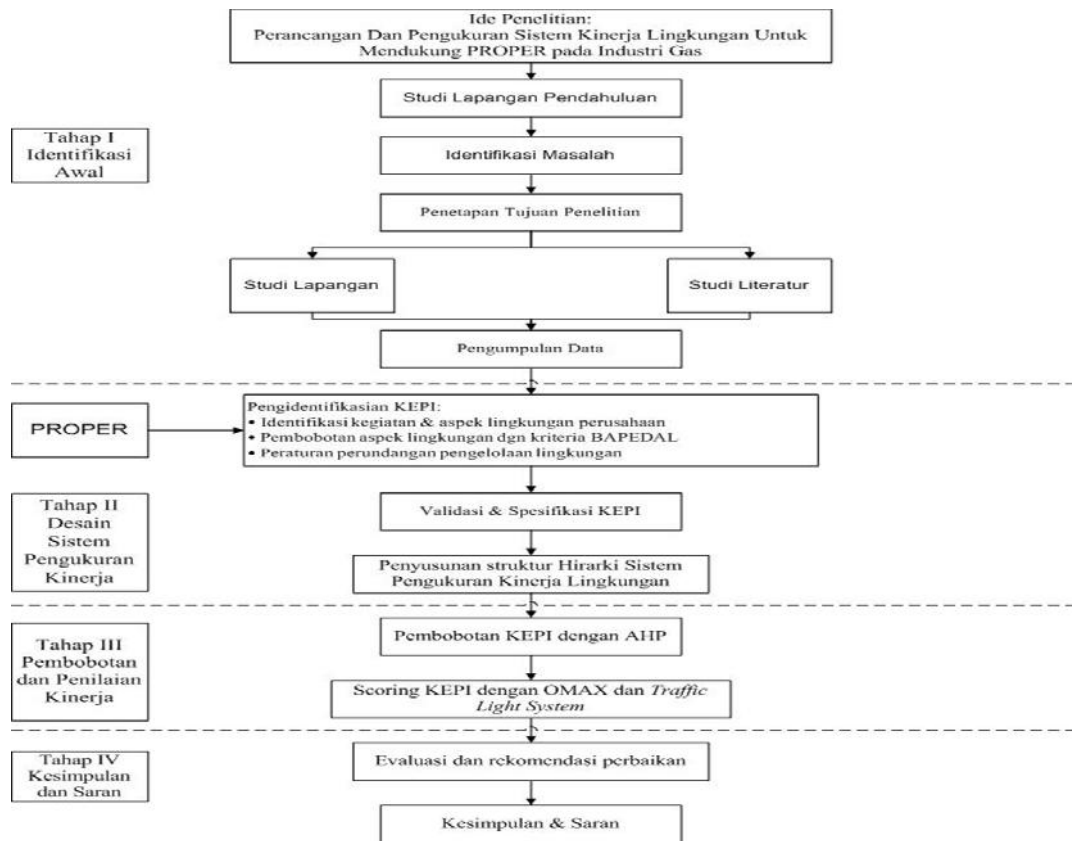 Ide Penelitian:
Perancangan Dan Pengukuran Sistem Kinerja Lingkungan Untuk
Mendukung PROPER pada Industri Gas
Studi Lapangan Pendahuluan
Tahap I
Identifikasi
Awal
Identifikasi Masalah
Penetapan Tujuan Penelitian
Studi Lapangan
Studi Literatur
Pengumpulan Data
PROPER
Pengidentifikasian KEPI:
• Identifikasi kegiatan & aspek lingkungan perusahaan
• Pembobotan aspek lingkungan dgn kriteria BAPEDAL
• Peraturan perundangan pengelolaan lingkungan
Tahap II
Desain
Sistem
Pengukuran
Kinerja
Validasi & Spesifikasi KEPI
Penyusunan struktur Hirarki Sistem
Pengukuran Kinerja Lingkungan
Tahap III
Pembobotan
dan Penilaian
Kinerja
Pembobotan KEPI dengan AHP
Scoring KEPI dengan OMAX dan Traffic
Light System
Tahap IV
Kesimpulan
dan Saran
Evaluasi dan rekomendasi perbaikan
Kesimpulan & Saran